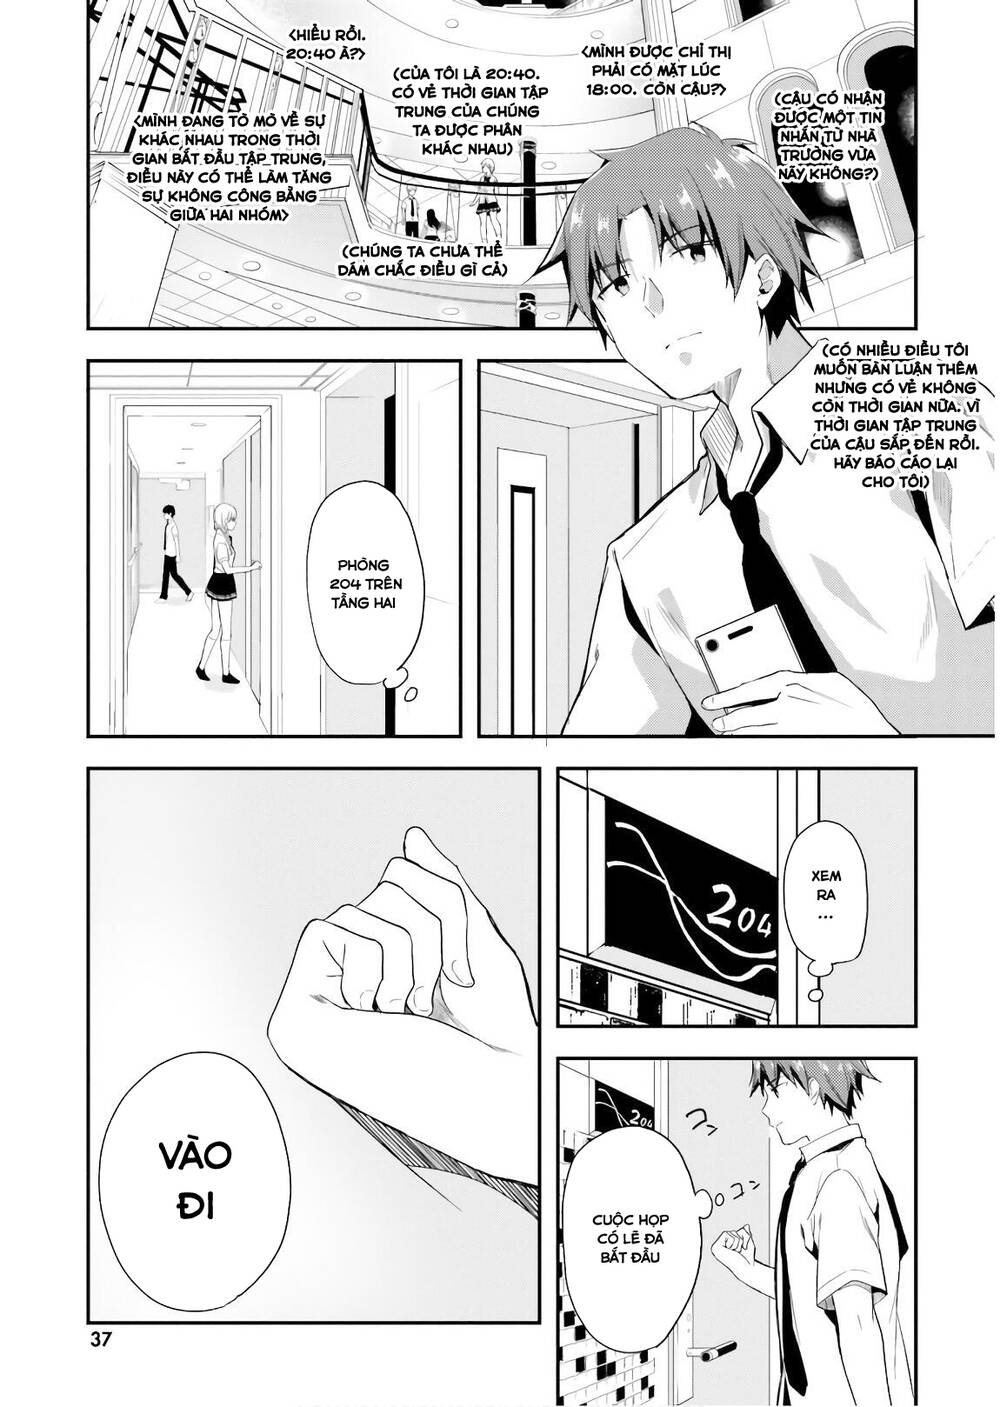 (CẬU CÓ NHẬN
ĐƯỢC MỘT TIN
NHẮN TỪ NHÀ
TRƯỜNG VỪA
NÃY KHÔNG?)
<MÌNH ĐƯỢC CHỈ THỊ
PHẢI CÓ MẶT LÚC
18:00. CÒN CẬU?>
(CỦA TÔI LÀ 20:40.
CÓ VẺ THỜI GIAN TẬP
TRUNG CỦA CHÚNG
TA ĐƯỢC PHÂN
KHÁC NHAU)
<HIỂU RỒI.
20:40 À?>
<MÌNH ĐANG TÒ MÒ VỀ SỰ
KHÁC NHAU TRONG THỜI
GIAN BẮT ĐẦU TẬP TRUNG,
ĐIỀU NÀY CÓ THỂ LÀM TĂNG
SỰ KHÔNG CÔNG BẰNG
GIỮA HAI NHÓM>
(CHÚNG TA CHƯA THỂ
DÁM CHẮC ĐIỀU GÌ CẢ)
(CÓ NHIỀU ĐIỀU TÔI
MUỐN BÀN LUẬN THÊM
NHƯNG CÓ VẺ KHÔNG
CÒN THỜI GIAN NỮA. VÌ
THỜI GIAN TẬP TRUNG
CỦA CẬU SẮP ĐẾN RỒI.
HÃY BÁO CÁO LẠI
CHO TÔI)
PHÒNG
204 TRÊN
TẦNG HAI
XEM
RA
...
204
204
コン
コン
CUỘC HỌP
CÓ LẼ ĐÃ
BẮT ĐẦU
VÀO
ĐI
37